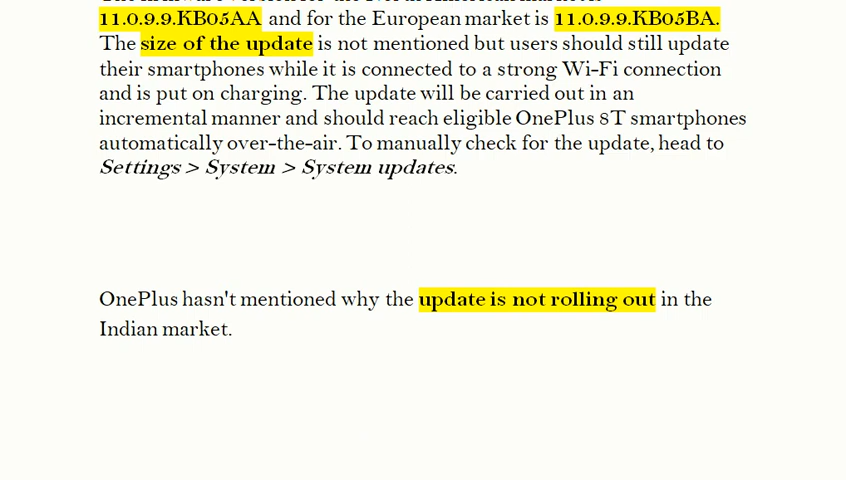 11.0.9.9.KB05AA and for the European market is 11.0.9.9.KB05BA.
The size of the update is not mentioned but users should still update
their smartphones while it is connected to a strong Wi-Fi connection
and is put on charging. The update will be carried out in an
incremental manner and should reach eligible OnePlus 8T smartphones
automatically over-the-air. To manually check for the update, head to
Settings > System > System updates.
OnePlus hasn't mentioned why the update is not rolling out in the
Indian market.